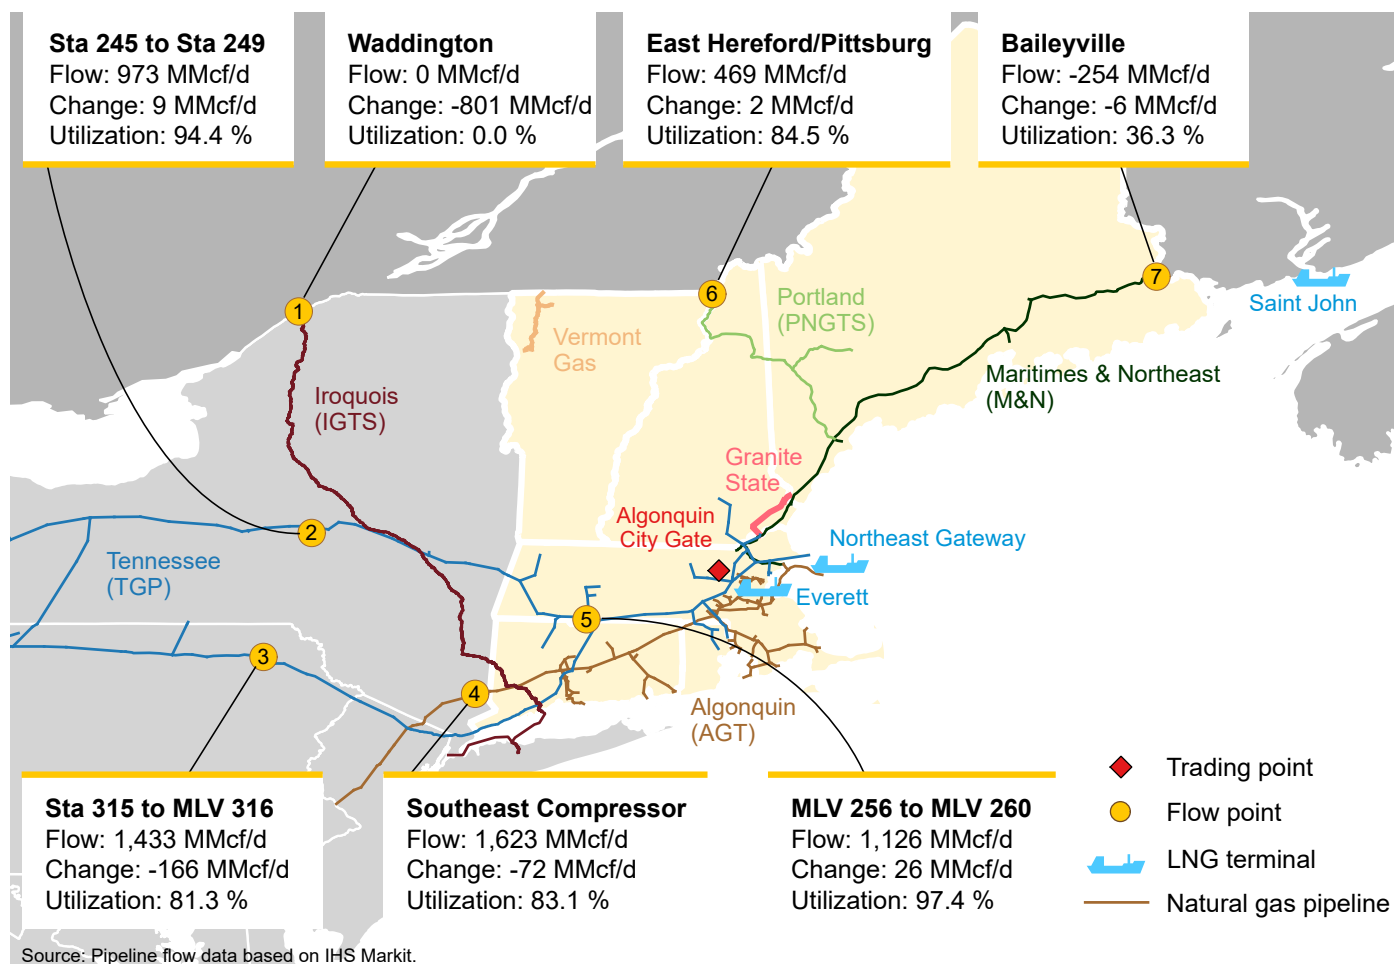 Sta 245 to Sta 249
Flow: 973 MMcf/d
Change: 9 MMcf/d
Utilization: 94.4 %
Waddington
Flow: 0 MMcf/d
Change: -801 MMcf/d
Utilization: 0.0 %
East Hereford/Pittsburg
Flow: 469 MMcf/d
Change: 2 MMcf/d
Utilization: 84.5 %
Baileyville
Flow: -254 MMcf/d
Change: -6 MMcf/d
Utilization: 36.3 %
1
6
7
Saint John
Vermont
Gas
Portland
(PNGTS)
Maritimes & Northeast
(M&N)
Iroquois
(IGTS)
Granite
State
Algonquin
City Gate
2
Northeast Gateway
Tennessee
(TGP)
Everett
5
3
4
Algonquin
(AGT)
Sta 315 to MLV 316
Flow: 1,433 MMcf/d
Change: -166 MMcf/d
Utilization: 81.3 %
Southeast Compressor
Flow: 1,623 MMcf/d
Change: -72 MMcf/d
Utilization: 83.1 %
MLV 256 to MLV 260
Flow: 1,126 MMcf/d
Change: 26 MMcf/d
Utilization: 97.4 %
Trading point
Flow point
LNG terminal
Natural gas pipeline
Source: Pipeline flow data based on IHS Markit.